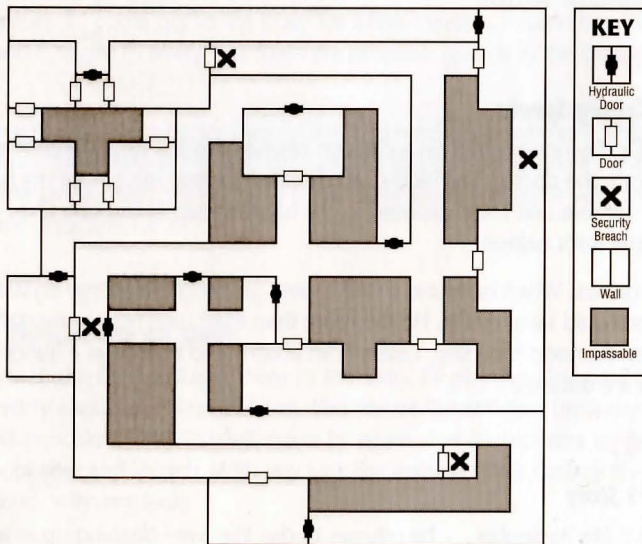 KEY
Hydraulic
Door
Door
Security
Breach
Wall
Impassable